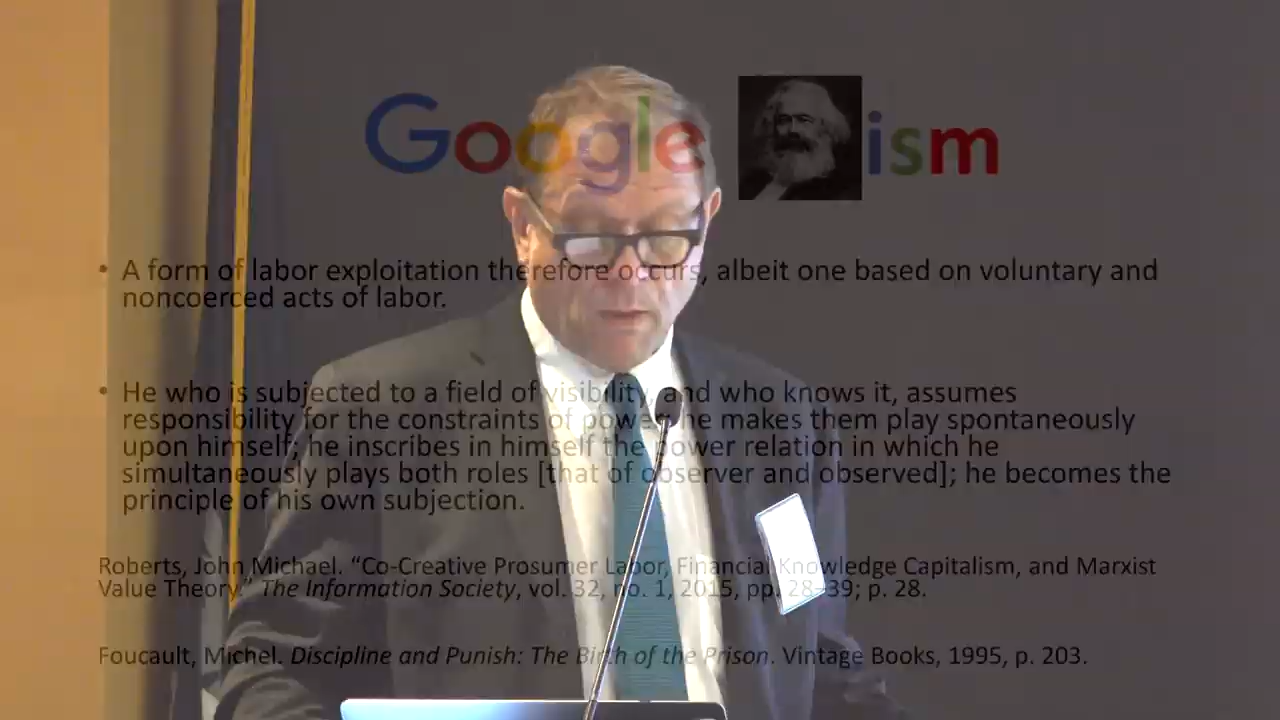 Google ism
• A form of labor exploitation therefore occurs, albeit one based on voluntary and
noncoerced acts of labor.
• He who is subjected to a field of visibility, and who knows it, assumes
responsibility for the constraints of power; he makes them play spontaneously
upon himself; he inscribes in himself the power relation in which he
simultaneously plays both roles [that of observer and observed]; he becomes the
principle of his own subjection.
Roberts, John Michael. “Co-Creative Prosumer Labor, Financial Knowledge Capitalism, and Marxist
Value Theory.” The Information Society, vol. 32, no. 1, 2015, pp. 28–39; p. 28.
Foucault, Michel. Discipline and Punish: The Birth of the Prison. Vintage Books, 1995, p. 203.